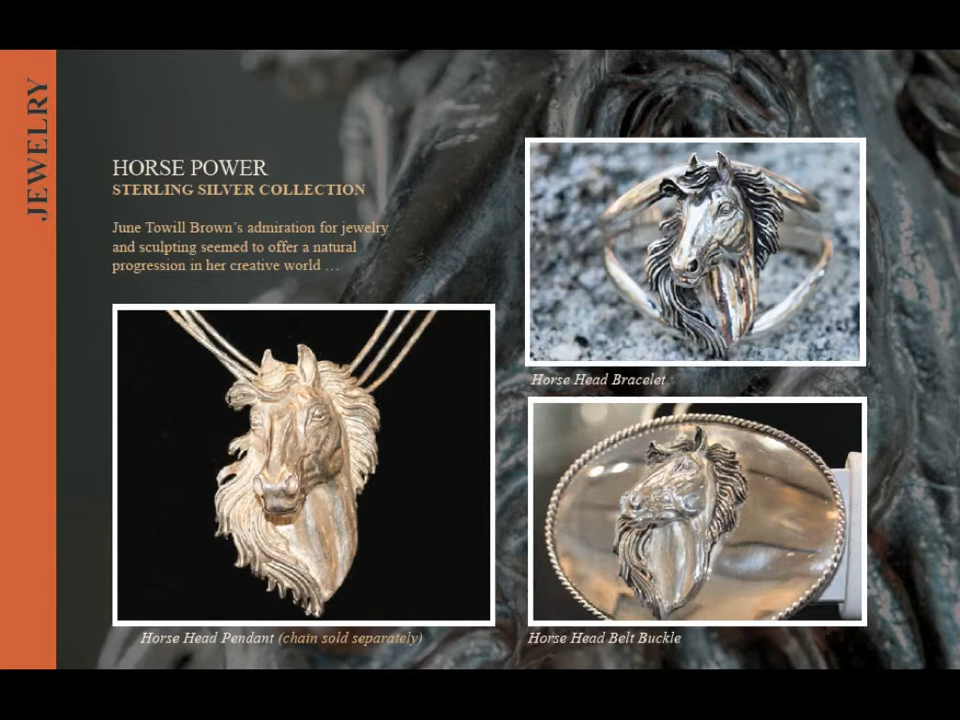 JEWELRY
HORSE POWER
STERLING SILVER COLLECTION
June Towill Brown's admiration for jewelry
and sculpting seemed to offer a natural
progression in her creative world ...
Horse Head Bracelet
Horse Head Pendant (chain sold separately)
Horse Head Belt Buckle